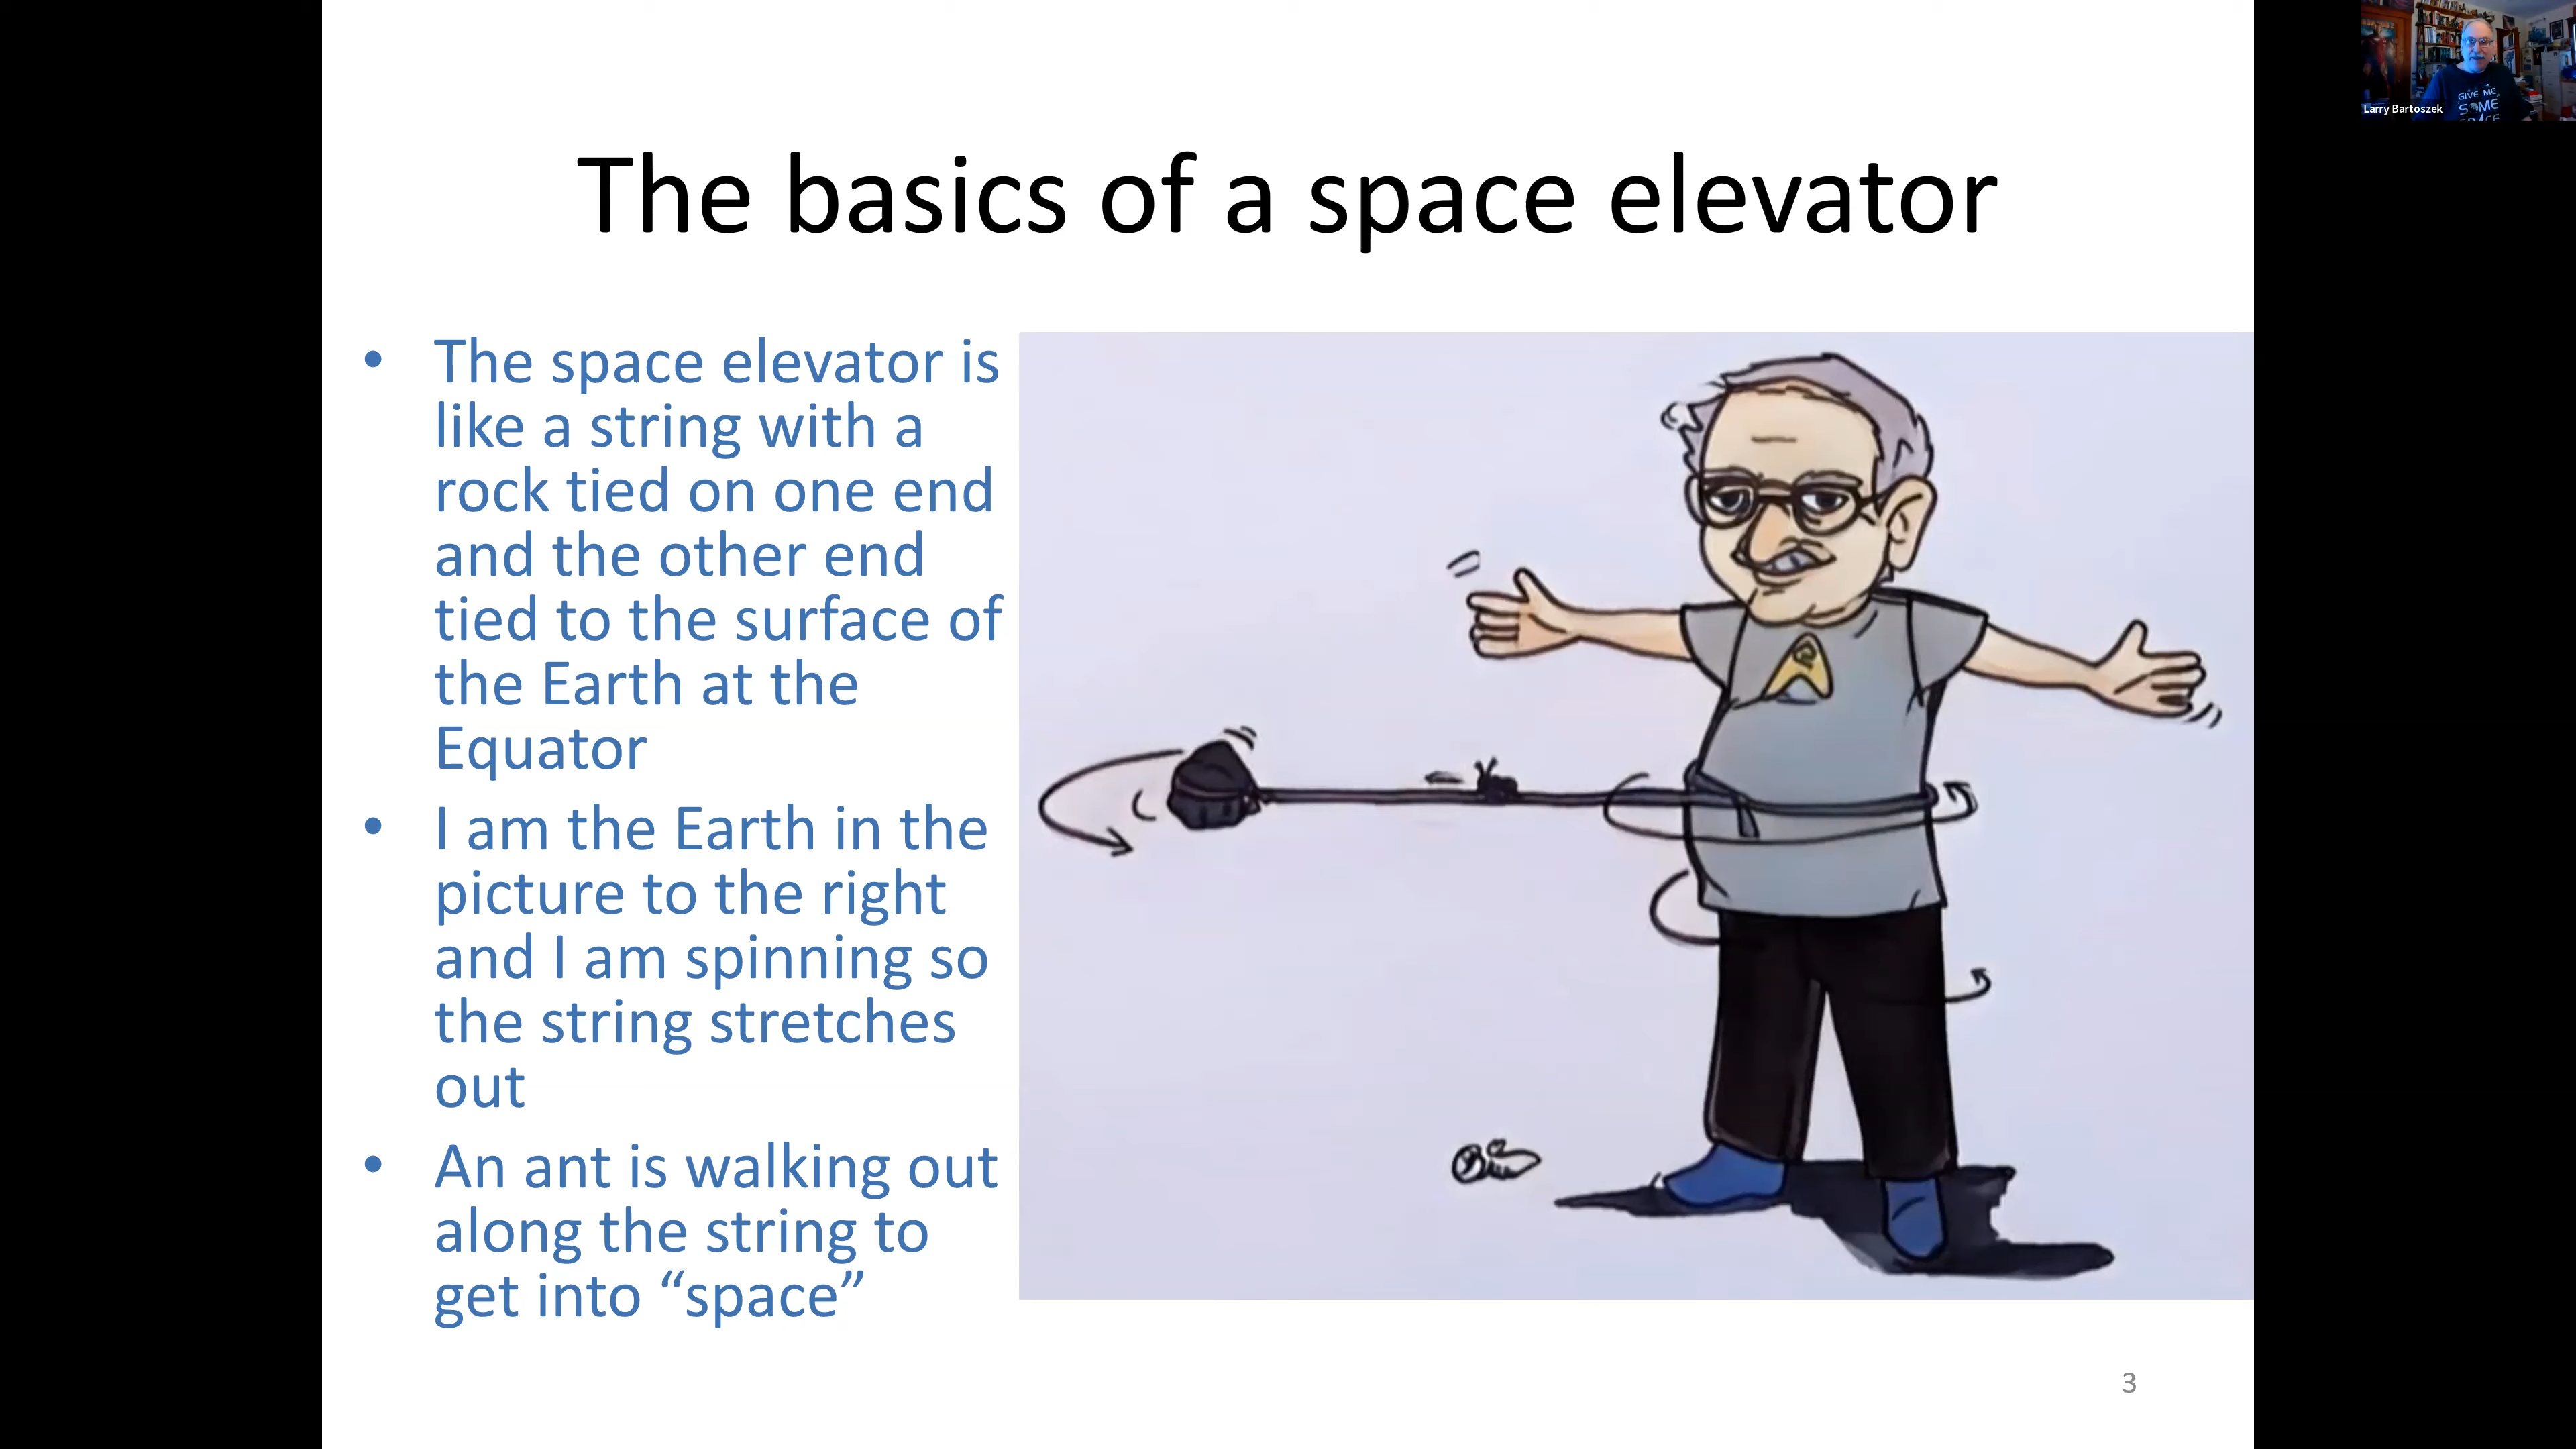 Larry Bartoszek
GIVE ME
SOME
The basics of a space elevator
• The space elevator is
like a string with a
rock tied on one end
and the other end
tied to the surface of
the Earth at the
Equator
• I am the Earth in the
picture to the right
and I am spinning so
the string stretches
out
• An ant is walking out
along the string to
get into “space”
3